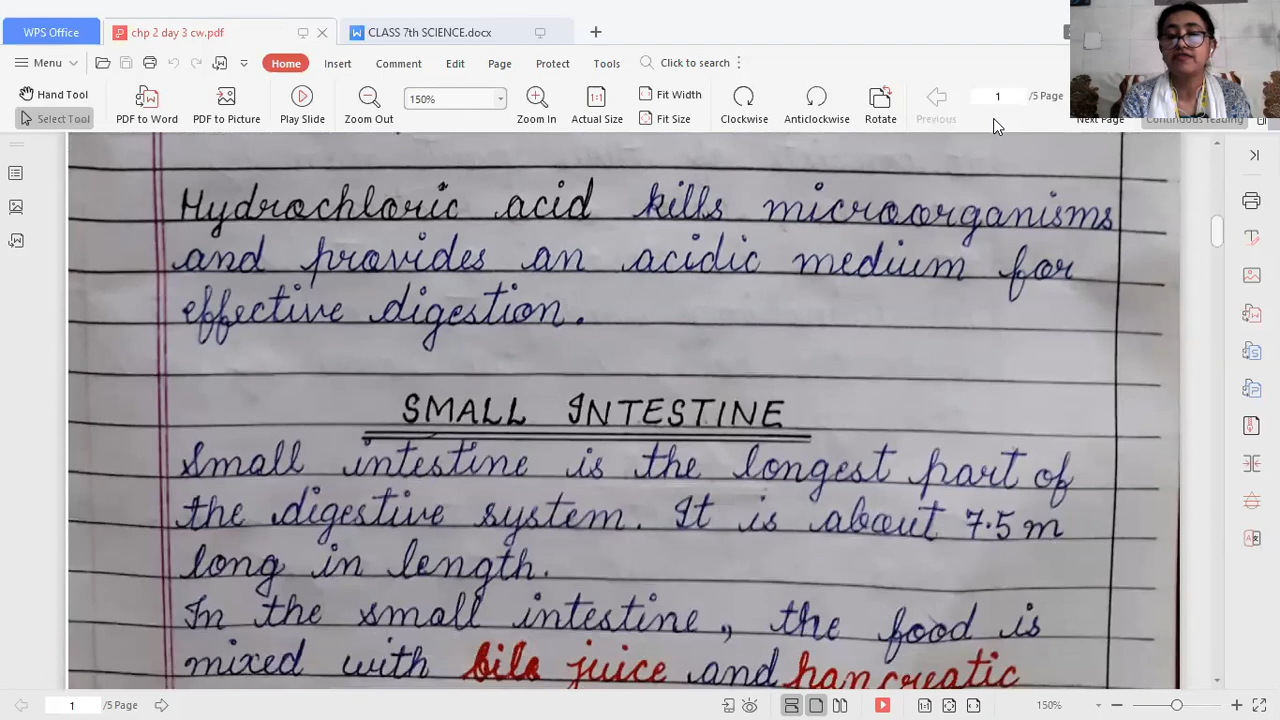 WPS Office
chp 2 day 3 cw.pdf
CLASS 7th SCIENCE.docx
Menu
Home
Insert
Comment
Edit
Page
Protect
Tools
Click to search
Hand Tool
Select Tool
PDF to Word
PDF to Picture
Play Slide
Zoom Out
150%
Zoom In
Actual Size
Fit Width
Fit Size
Clockwise
Anticlockwise
Rotate
Previous
1
/5 Page
Next Page
Continuous reading
Hydrochloric acid kills microorganisms
and provides an acidic medium for
effective digestion.
SMALL INTESTINE
Small intestine is the longest part of
the digestive system. It is about 7.5 m
long in length.
In the small intestine, the food is
mixed with bile juice and pancreatic
1
/5 Page
150%